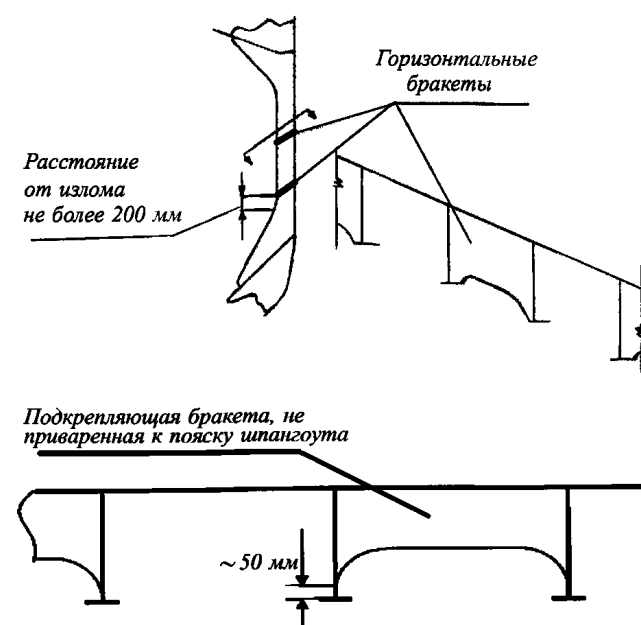 Горизонтальные
бракеты
Расстояние
от излома
не более 200 мм
Подкрепляющая бракета, не
приваренная к пояску шпангоута
~ 50 мм